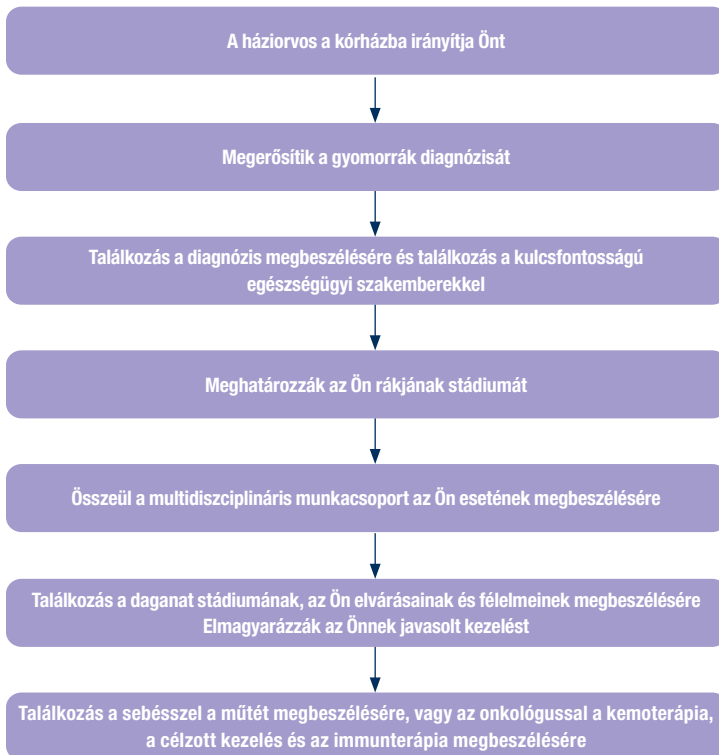 A háziorvos a kórházba irányítja Önt
Megerősítik a gyomorrák diagnózisát
Találkozás a diagnózis megbeszélésére és találkozás a kulcsfontosságú
egészségügyi szakemberekkel
Meghatározzák az Ön rákjának stádiumát
Összeül a multidiszciplináris munkacsoport az Ön esetének megbeszélésére
Találkozás a daganat stádiumának, az Ön elvárásainak és félelmeinek megbeszélésére
Elmagyarázzák az Önnek javasolt kezelést
Találkozás a sebésszel a műtét megbeszélésére, vagy az onkológussal a kemoterápia,
a célzott kezelés és az immunterápia megbeszélésére